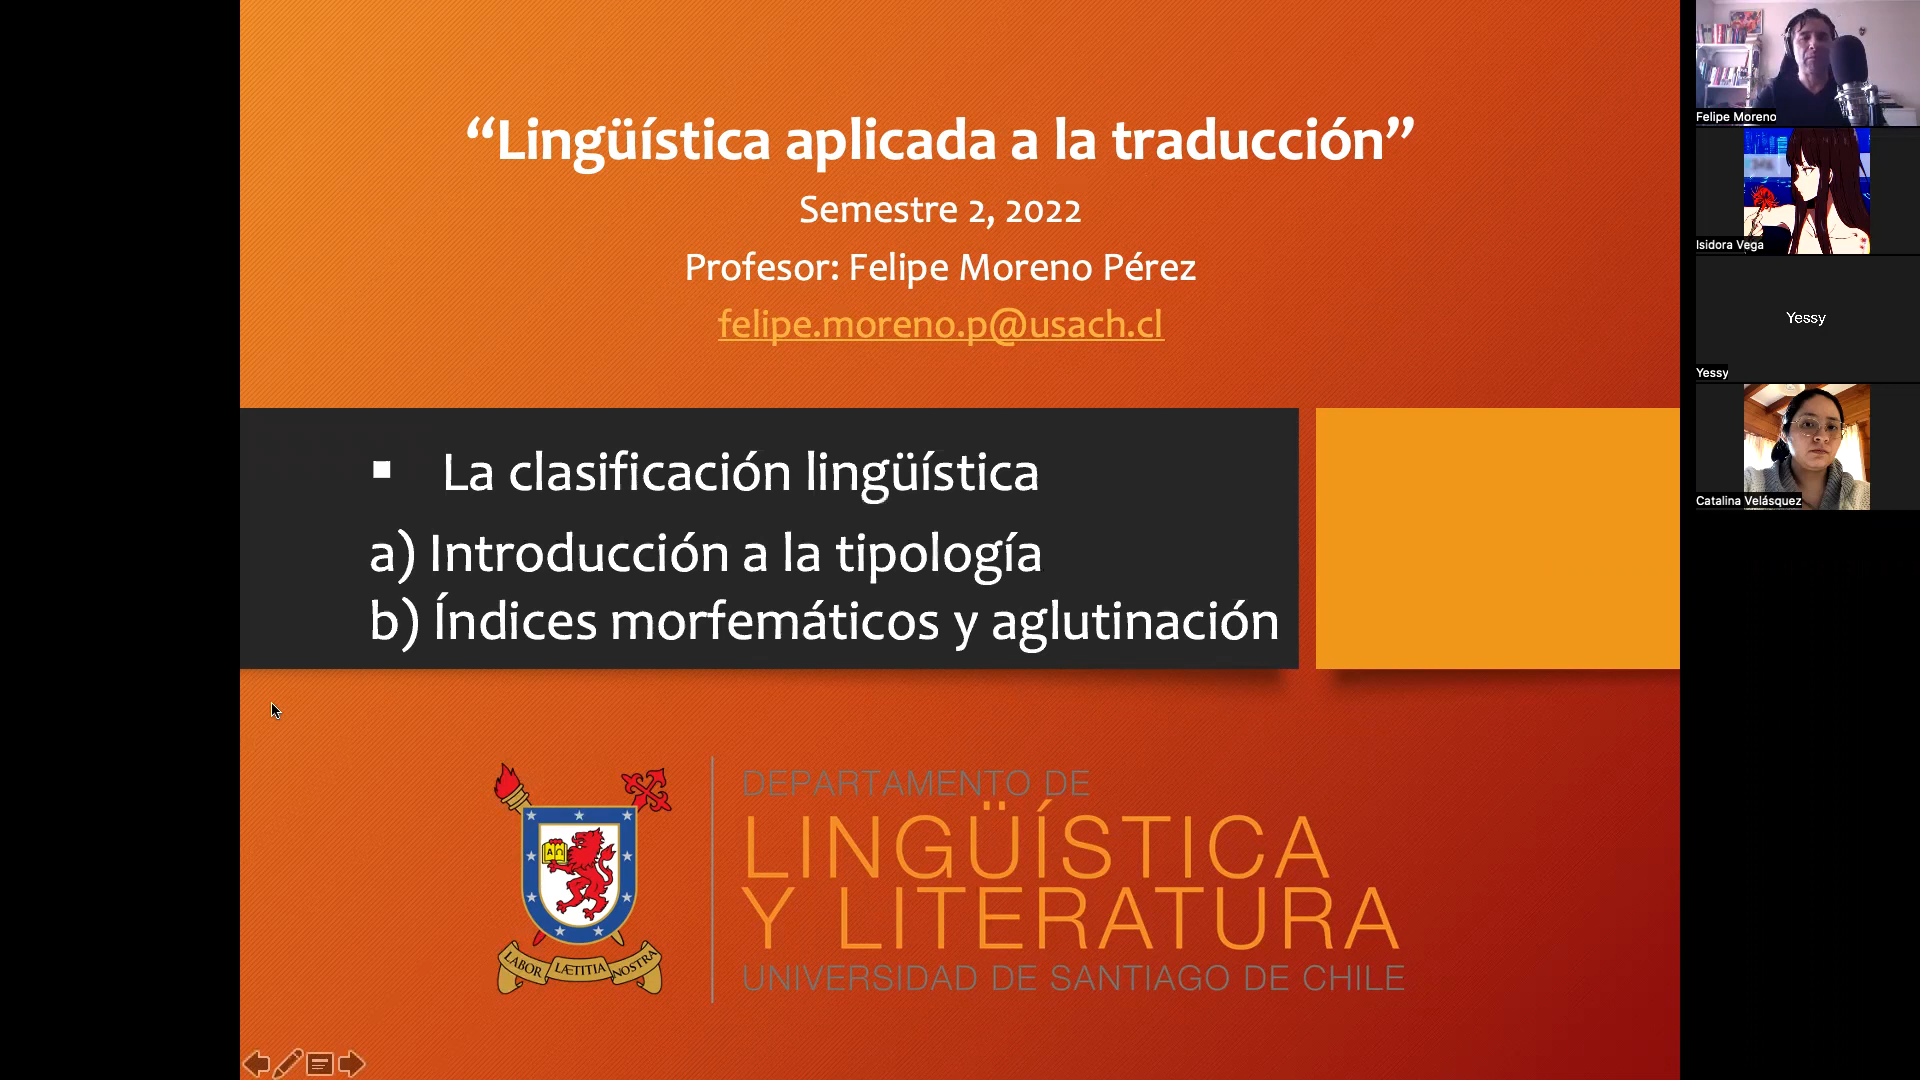 “Lingüística aplicada a la traducción”
Semestre 2, 2022
Profesor: Felipe Moreno Pérez
felipe.moreno.p@usach.cl
▪ La clasificación lingüística
a) Introducción a la tipología
b) Índices morfemáticos y aglutinación
LABOR LÆTITIA NOSTRA
DEPARTAMENTO DE
LINGÜÍSTICA
Y LITERATURA
UNIVERSIDAD DE SANTIAGO DE CHILE
Felipe Moreno
Isidora Vega
Yessy
Yessy
Catalina Velásquez